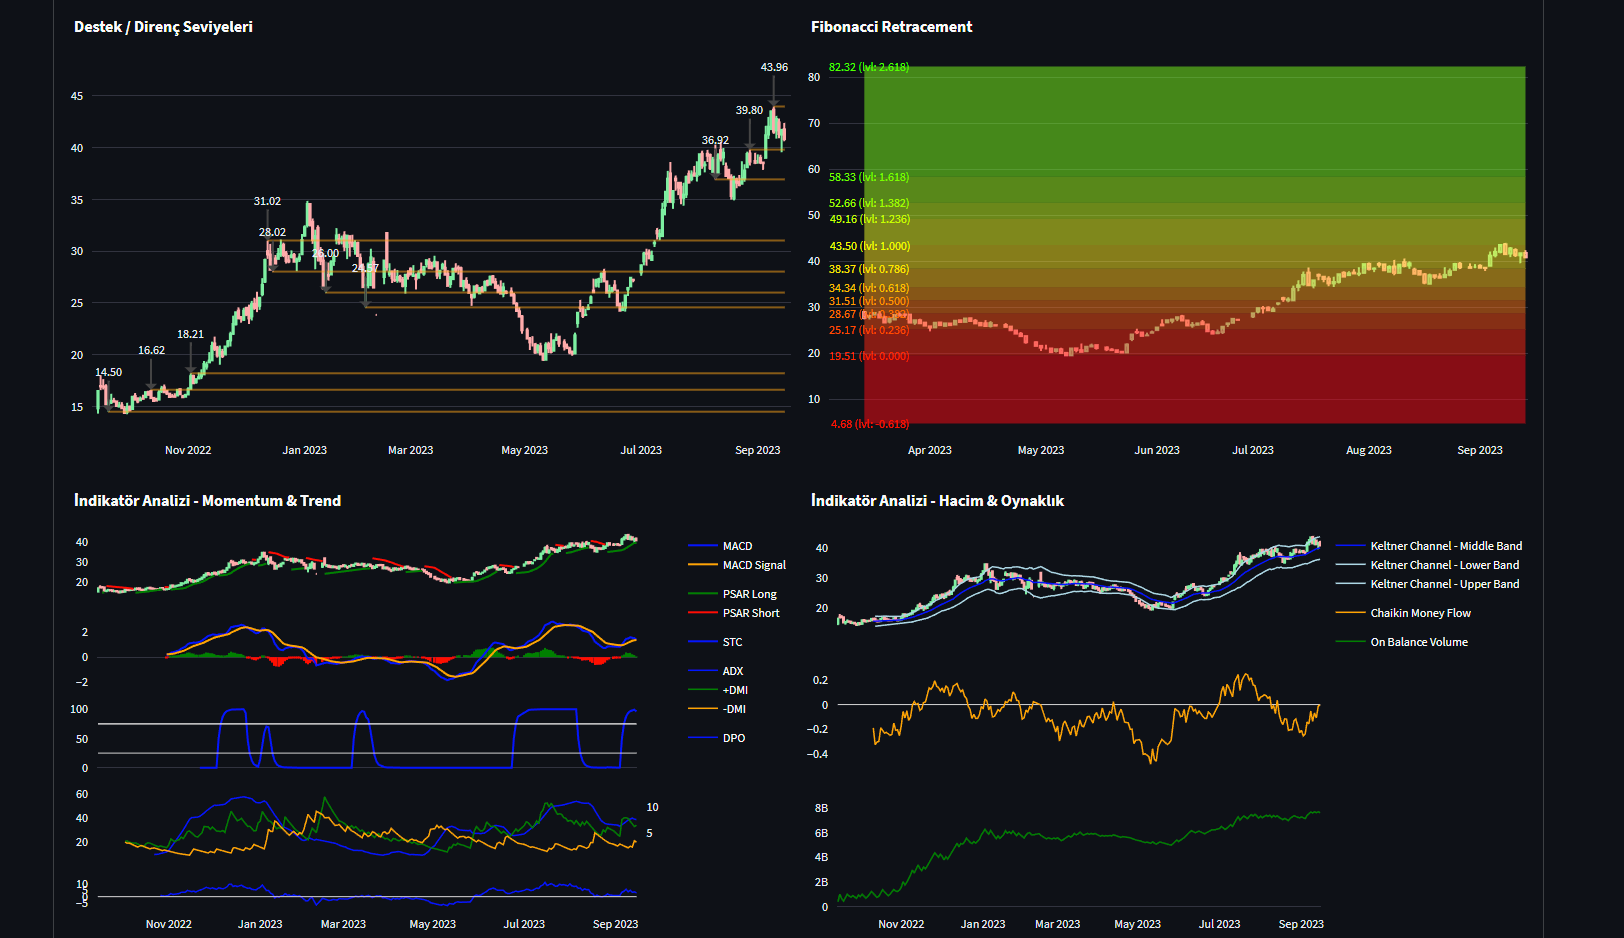 Destek / Direnç Seviyeleri
43.96
45
39.80
40
36.92
35
31.02
30
28.02
26.00
24.57
25
18.21
20
16.62
14.50
15
Nov 2022 Jan 2023 Mar 2023 May 2023 Jul 2023 Sep 2023
Fibonacci Retracement
82.32 (lvl: 2.618)
80
70
60
58.33 (lvl: 1.618)
52.66 (lvl: 1.382)
50
49.16 (lvl: 1.236)
43.50 (lvl: 1.000)
40
38.37 (lvl: 0.786)
34.34 (lvl: 0.618)
31.51 (lvl: 0.500)
30
28.67 (lvl: 0.382)
25.17 (lvl: 0.236)
20
19.51 (lvl: 0.000)
10
4.68 (lvl: -0.618)
Apr 2023 May 2023 Jun 2023 Jul 2023 Aug 2023 Sep 2023
İndikatör Analizi - Momentum & Trend
40
30
20
2
0
−2
100
50
0
60
40
20
10
5
10
5
0
−5
Nov 2022 Jan 2023 Mar 2023 May 2023 Jul 2023 Sep 2023
MACD
MACD Signal
PSAR Long
PSAR Short
STC
ADX
+DMI
-DMI
DPO
İndikatör Analizi - Hacim & Oynaklık
40
30
20
0.2
0
−0.2
−0.4
8B
6B
4B
2B
0
Nov 2022 Jan 2023 Mar 2023 May 2023 Jul 2023 Sep 2023
Keltner Channel - Middle Band
Keltner Channel - Lower Band
Keltner Channel - Upper Band
Chaikin Money Flow
On Balance Volume